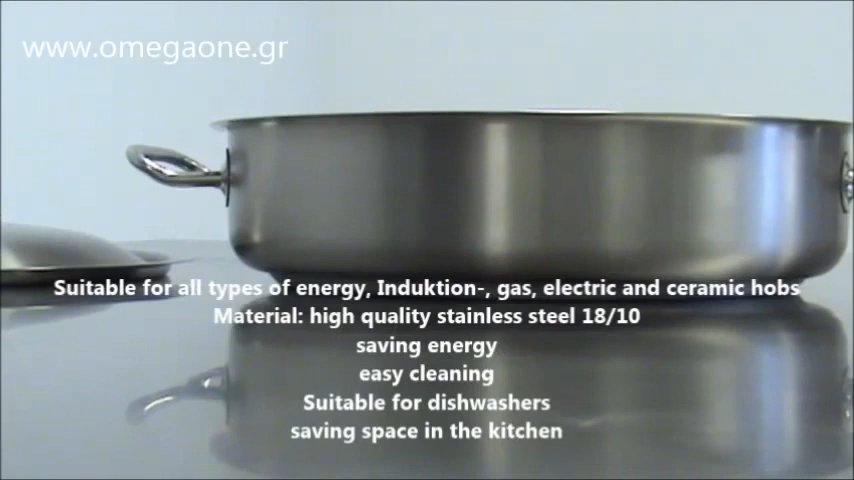 www.omegaone.gr
Suitable for all types of energy, Induktion-, gas, electric and ceramic hobs
Material: high quality stainless steel 18/10
saving energy
easy cleaning
Suitable for dishwashers
saving space in the kitchen